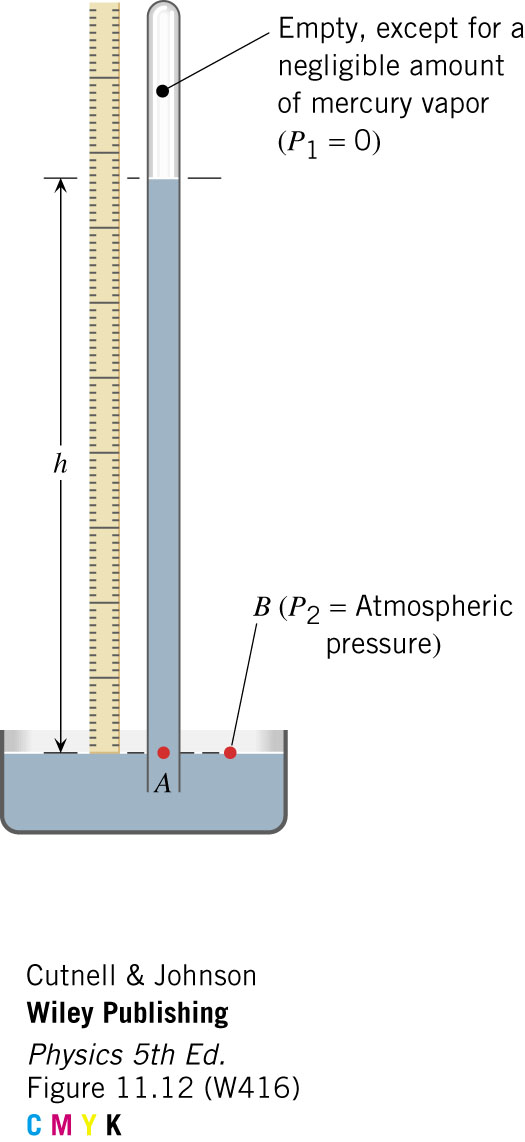 Empty, except for a
negligible amount
of mercury vapor
(P1 = 0)
h
B (P2 = Atmospheric
pressure)
A
Cutnell & Johnson
Wiley Publishing
Physics 5th Ed.
Figure 11.12 (W416)
C M Y K